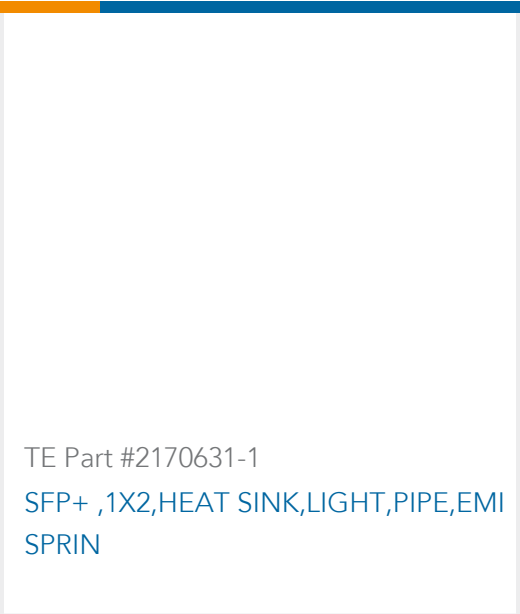 TE Part #2170631-1
SFP+ ,1X2,HEAT SINK,LIGHT,PIPE,EMI
SPRIN